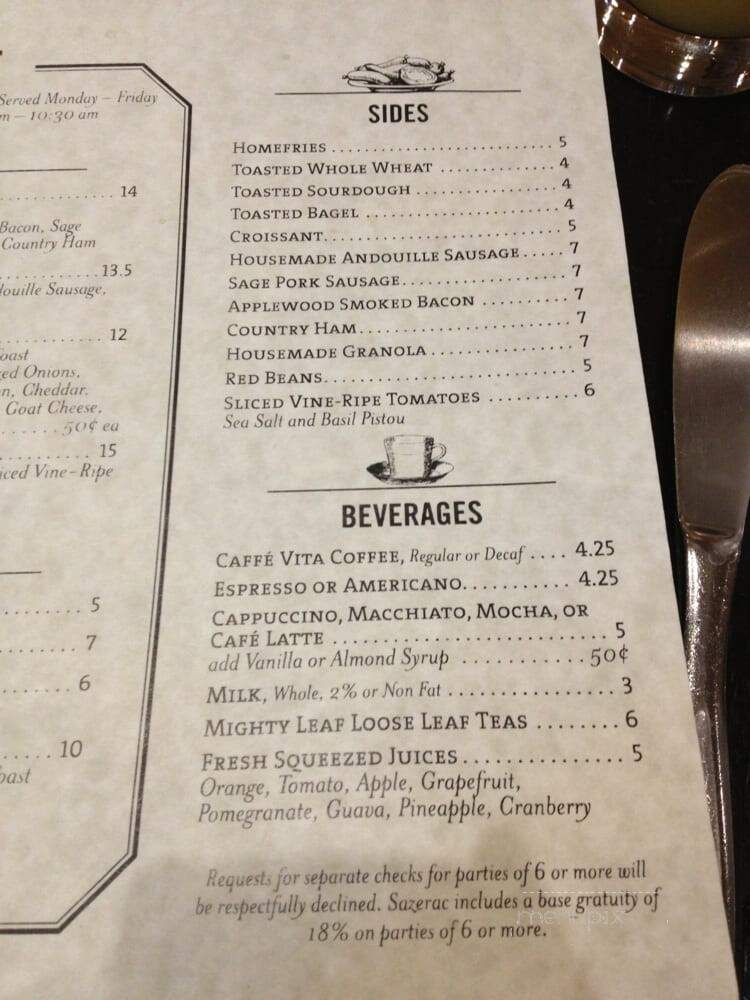 Served Monday – Friday
m – 10:30 am
14
Bacon, Sage
Country Ham
13.5
Sausage,
12
Onions,
Cheddar,
Goat Cheese,
50¢ ea
15
Vine-Ripe
5
7
6
10
SIDES
HOMEFRIES 5
TOASTED WHOLE WHEAT 4
TOASTED SOURDOUGH 4
TOASTED BAGEL 4
CROISSANT 5
HOUSEMADE ANDOUILLE SAUSAGE 7
SAGE PORK SAUSAGE 7
APPLEWOOD SMOKED BACON 7
COUNTRY HAM 7
HOUSEMADE GRANOLA 7
RED BEANS 5
SLICED VINE-RIPE TOMATOES 6
Sea Salt and Basil Pistou
BEVERAGES
CAFFÉ VITA COFFEE, Regular or Decaf 4.25
ESPRESSO OR AMERICANO 4.25
CAPPUCCINO, MACCHIATO, MOCHA, OR
CAFÉ LATTE 5
add Vanilla or Almond Syrup 50¢
MILK, Whole, 2% or Non Fat 3
MIGHTY LEAF LOOSE LEAF TEAS 6
FRESH SQUEEZED JUICES 5
Orange, Tomato, Apple, Grapefruit,
Pomegranate, Guava, Pineapple, Cranberry
Requests for separate checks for parties of 6 or more will
be respectfully declined. Sazerac includes a base gratuity of
18% on parties of 6 or more.